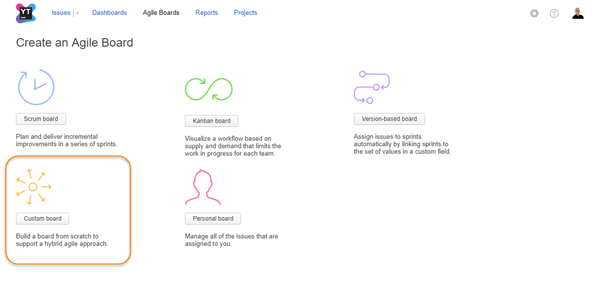 YT
Issues
Dashboards
Agile Boards
Reports
Projects
Create an Agile Board
Scrum board
Plan and deliver incremental
improvements in a series of sprints.
Kanban board
Visualize a workflow based on
supply and demand that limits the
work in progress for each team.
Version-based board
Assign issues to sprints
automatically by linking sprints to
the set of values in a custom field.
Custom board
Build a board from scratch to
support a hybrid agile approach.
Personal board
Manage all of the issues that are
assigned to you.